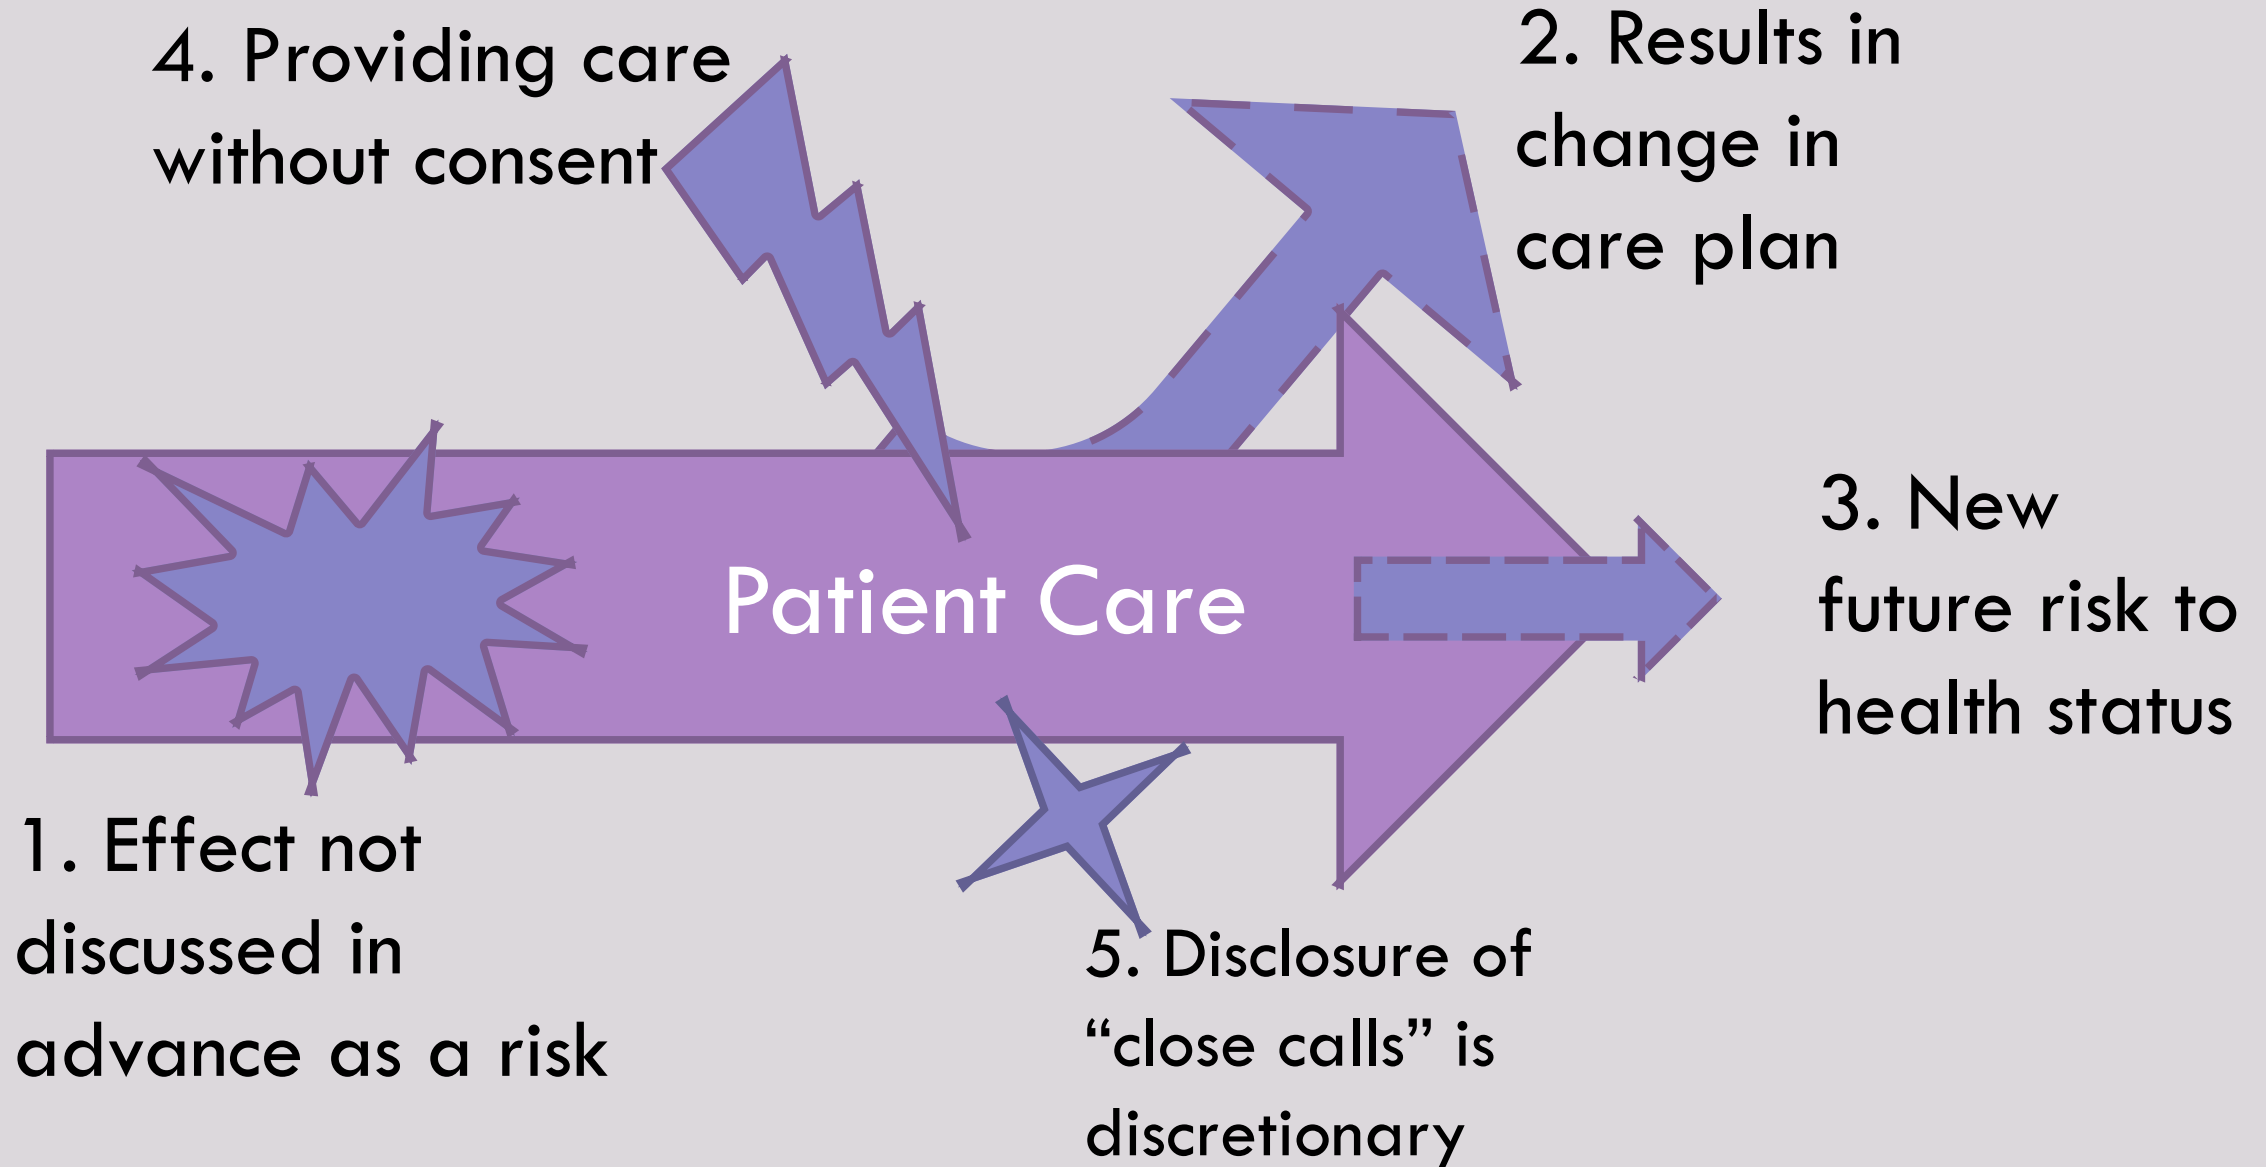 4. Providing care
without consent
2. Results in
change in
care plan
Patient Care
3. New
future risk to
health status
1. Effect not
discussed in
advance as a risk
5. Disclosure of
“close calls” is
discretionary